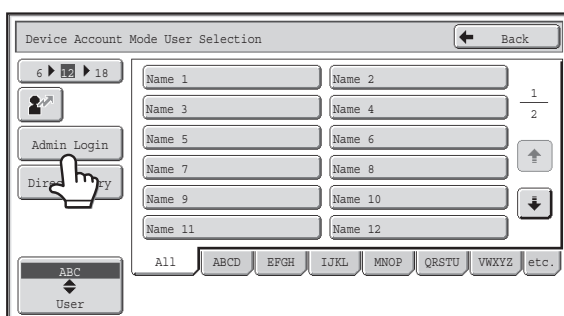 Device Account Mode User Selection
Back
6 12 18
Admin Login
ABC
User
Name 1
Name 2
Name 3
Name 4
Name 5
Name 6
Name 7
Name 8
Name 9
Name 10
Name 11
Name 12
1
2
All ABCD EFGH IJKL MNOP QRSTU VWXYZ etc.